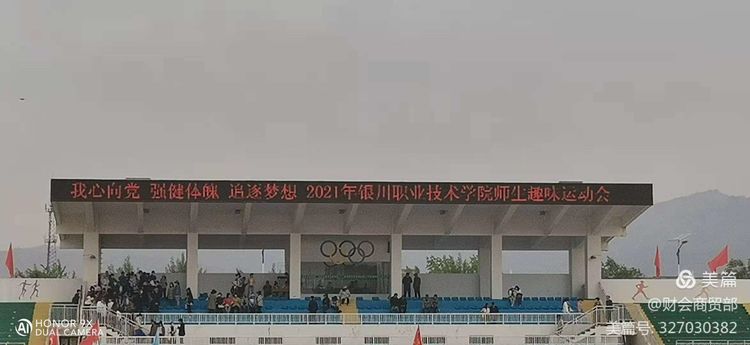 我心向党 强健体魄 追逐梦想 2021年银川职业技术学院师生趣味运动会
美篇
@财会商贸部
美篇号: 327030382
HONOR 9X
AI DUAL CAMERA